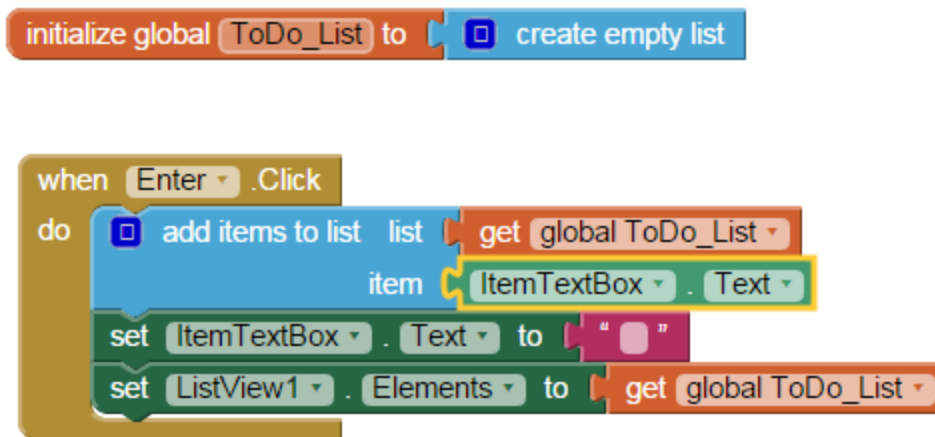 initialize global ToDo_List to create empty list
when Enter .Click
do add items to list list get global ToDo_List
item ItemTextBox . Text
set ItemTextBox . Text to “ ”
set ListView1 . Elements to get global ToDo_List